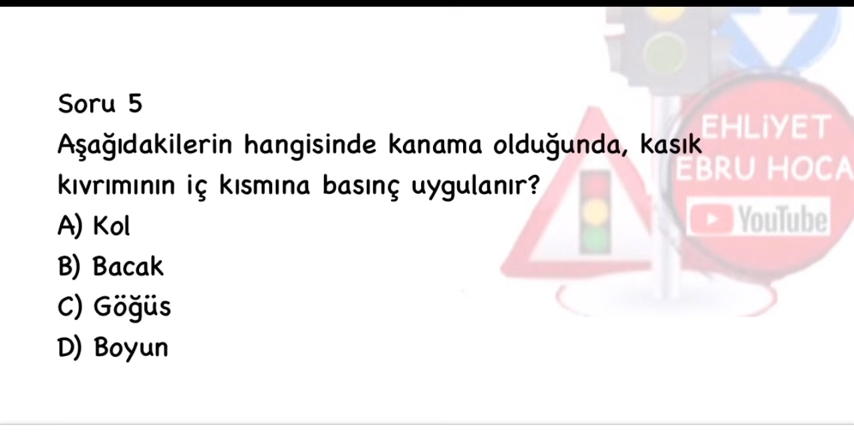 Soru 5
Aşağıdakilerin hangisinde kanama olduğunda, kasık
kıvrımının iç kısmına basınç uygulanır?
A) Kol
B) Bacak
C) Göğüs
D) Boyun
EHLİYET
EBRU HOCA
YouTube